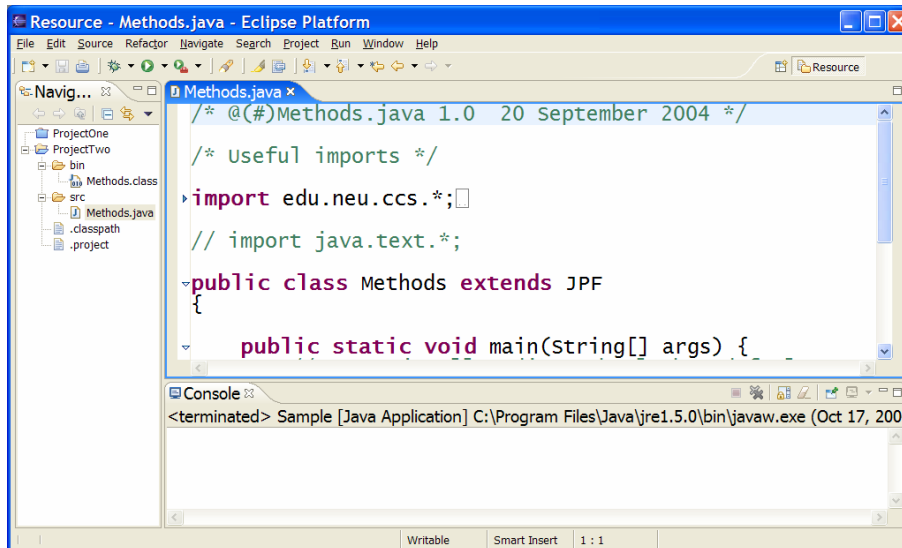 Resource - Methods.java - Eclipse Platform
File Edit Source Refactor Navigate Search Project Run Window Help
Resource
Navig...
Methods.java
ProjectOne
ProjectTwo
bin
Methods.class
src
Methods.java
.classpath
.project
/* @(#)Methods.java 1.0 20 September 2004 */
/* Useful imports */
import edu.neu.ccs.*;
// import java.text.*;
public class Methods extends JPF
{
public static void main(String[] args) {
Console
<terminated> Sample [Java Application] C:\Program Files\Java\jre1.5.0\bin\javaw.exe (Oct 17, 200
Writable Smart Insert 1 : 1